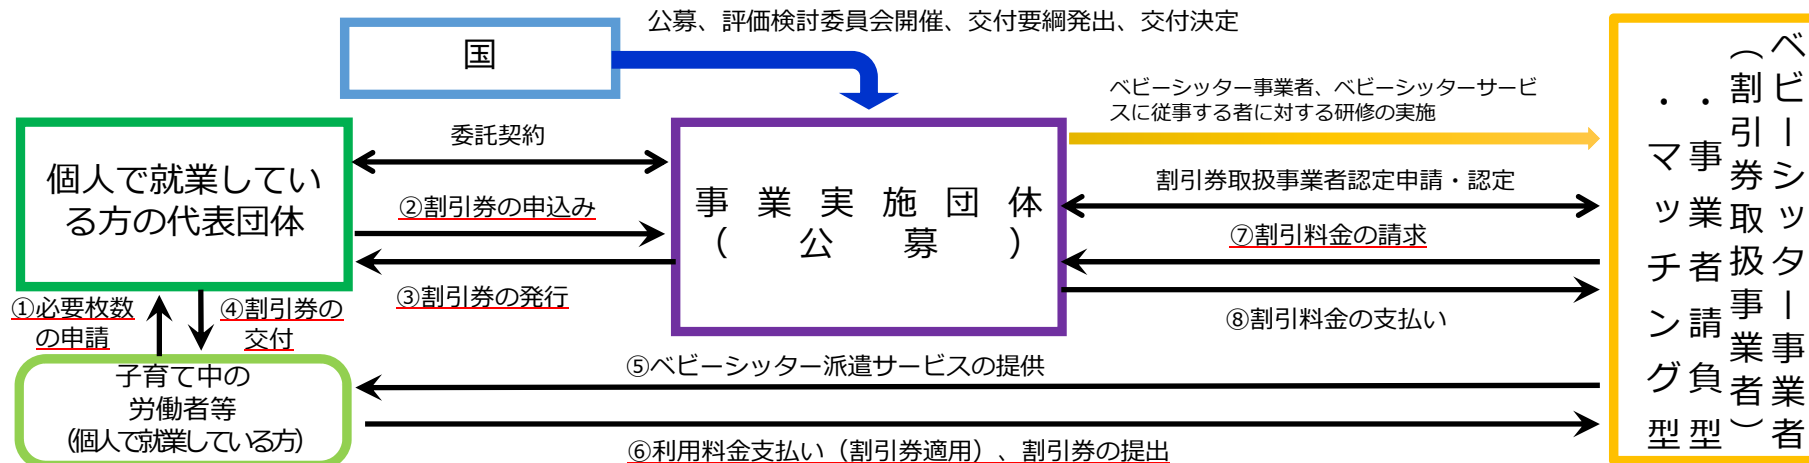 公募、評価検討委員会開催、交付要綱発出、交付決定
国
個人で就業してい
る方の代表団体
委託契約
②割引券の申込み
③割引券の発行
①必要枚数
の申請
④割引券の
交付
子育て中の
労働者等
(個人で就業している方)
事業実施団体
(公募)
ベビーシッター事業者、ベビーシッターサービ
スに従事する者に対する研修の実施
割引券取扱事業者認定申請・認定
⑦割引料金の請求
⑧割引料金の支払い
⑤ベビーシッター派遣サービスの提供
⑥利用料金支払い（割引券適用）、割引券の提出
ベビーシッター事業者
（割引券取扱事業者）
・事業者請負型
・マッチング型